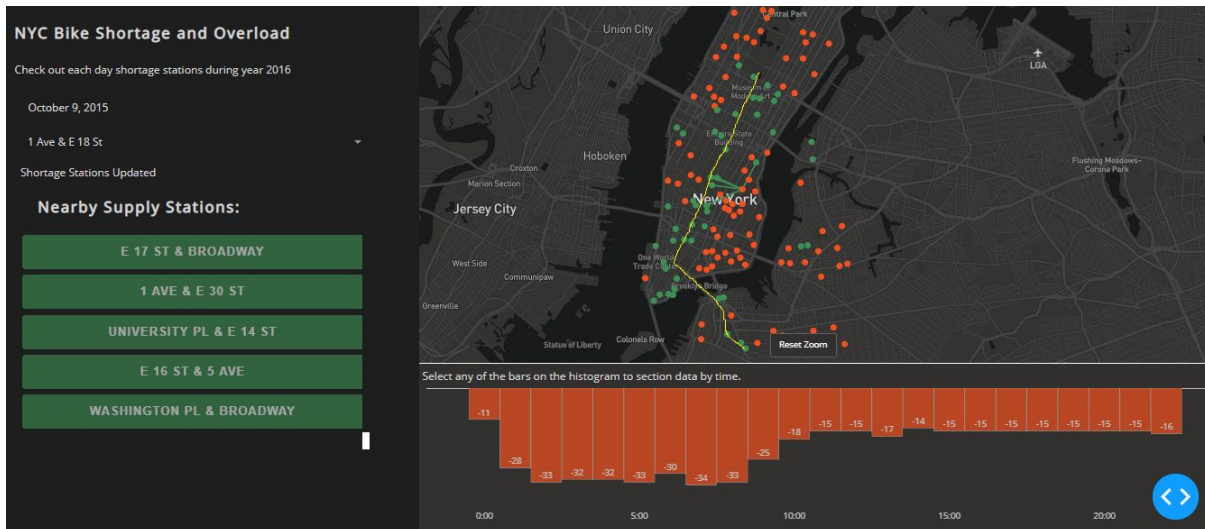 NYC Bike Shortage and Overload
Check out each day shortage stations during year 2016
October 9, 2015
1 Ave & E 18 St
Shortage Stations Updated
Nearby Supply Stations:
E 17 ST & BROADWAY
1 AVE & E 30 ST
UNIVERSITY PL & E 14 ST
E 16 ST & 5 AVE
WASHINGTON PL & BROADWAY
Central Park
Union City
LGA
Museum of
Modern Art
Empire State
Building
Hoboken
Flushing Meadows–
Corona Park
Croxton
Marion Section
New York
Jersey City
One World
Trade Center
West Side
Communipaw
Brooklyn Bridge
Greenville
Statue of Liberty
Colonels Row
Reset Zoom
Select any of the bars on the histogram to section data by time.
-11 -28 -33 -32 -32 -33 -30 -34 -33 -25 -18 -15 -15 -17 -14 -15 -15 -15 -15 -15 -15 -15 -16
0:00 5:00 10:00 15:00 20:00